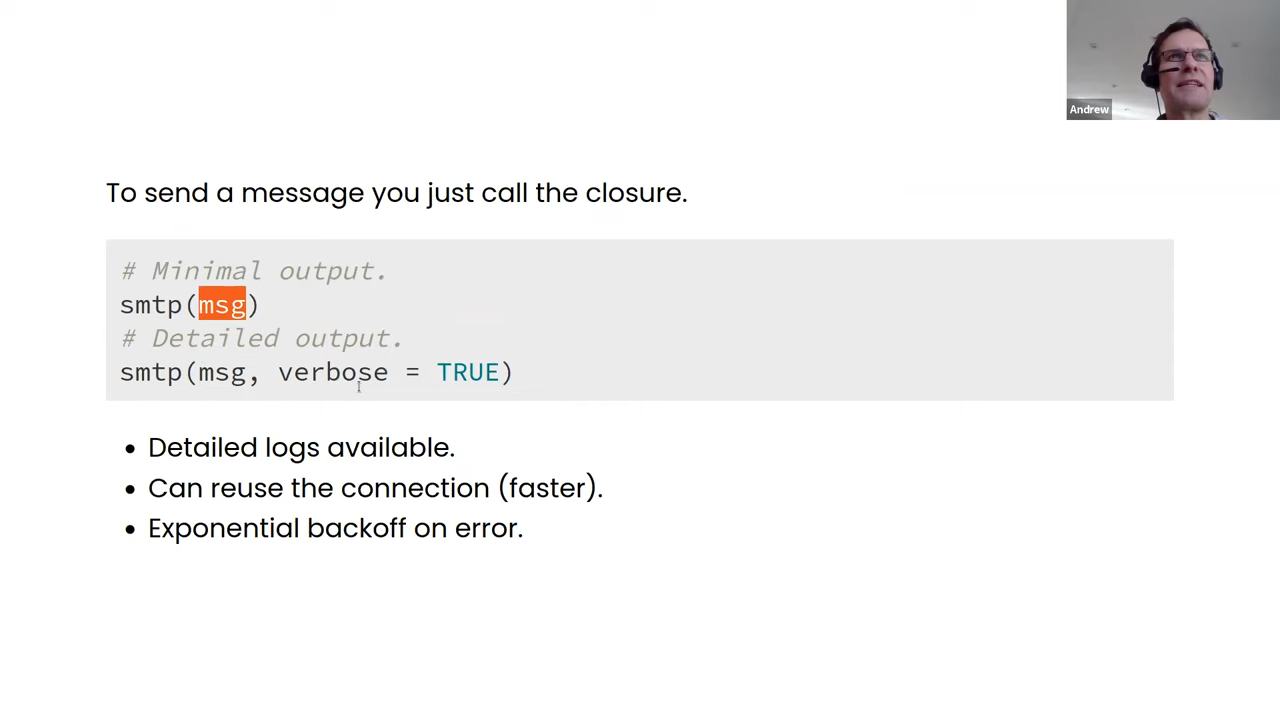 Andrew
To send a message you just call the closure.
# Minimal output.
smtp(msg)
# Detailed output.
smtp(msg, verbose = TRUE)
• Detailed logs available.
• Can reuse the connection (faster).
• Exponential backoff on error.